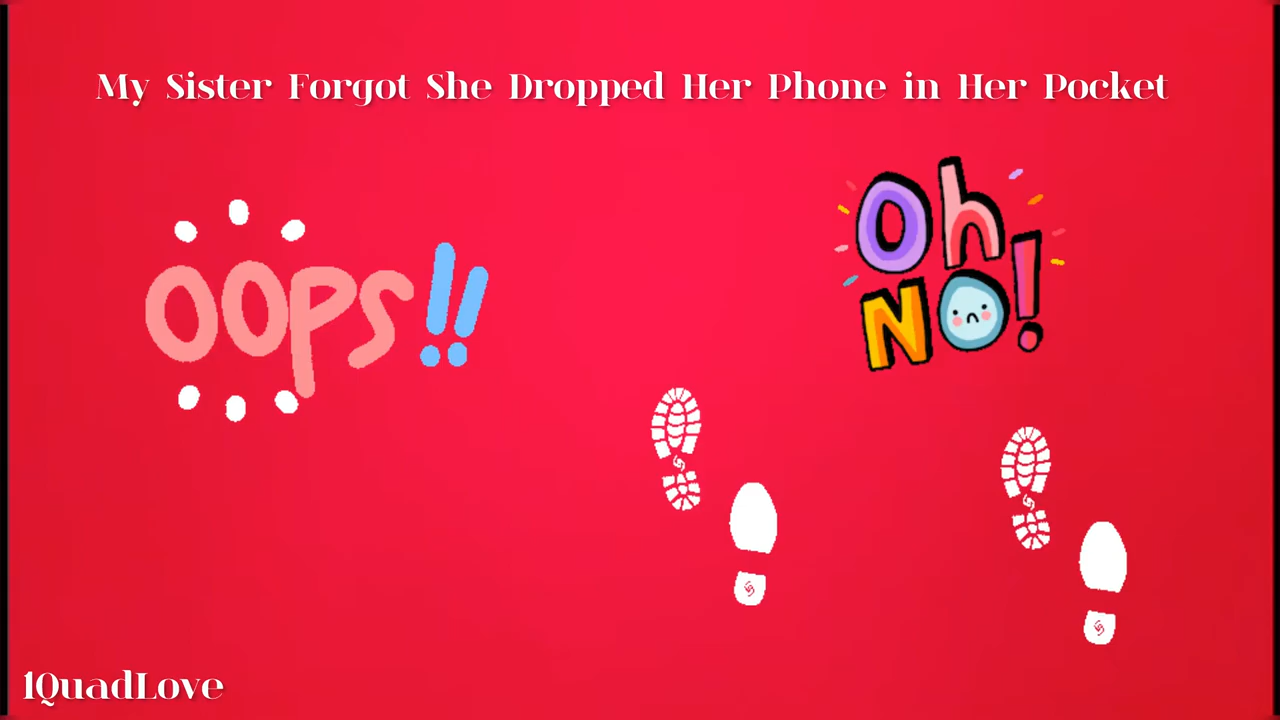 My Sister Forgot She Dropped Her Phone in Her Pocket
OOPS!!
Oh
NO!
1QuadLove